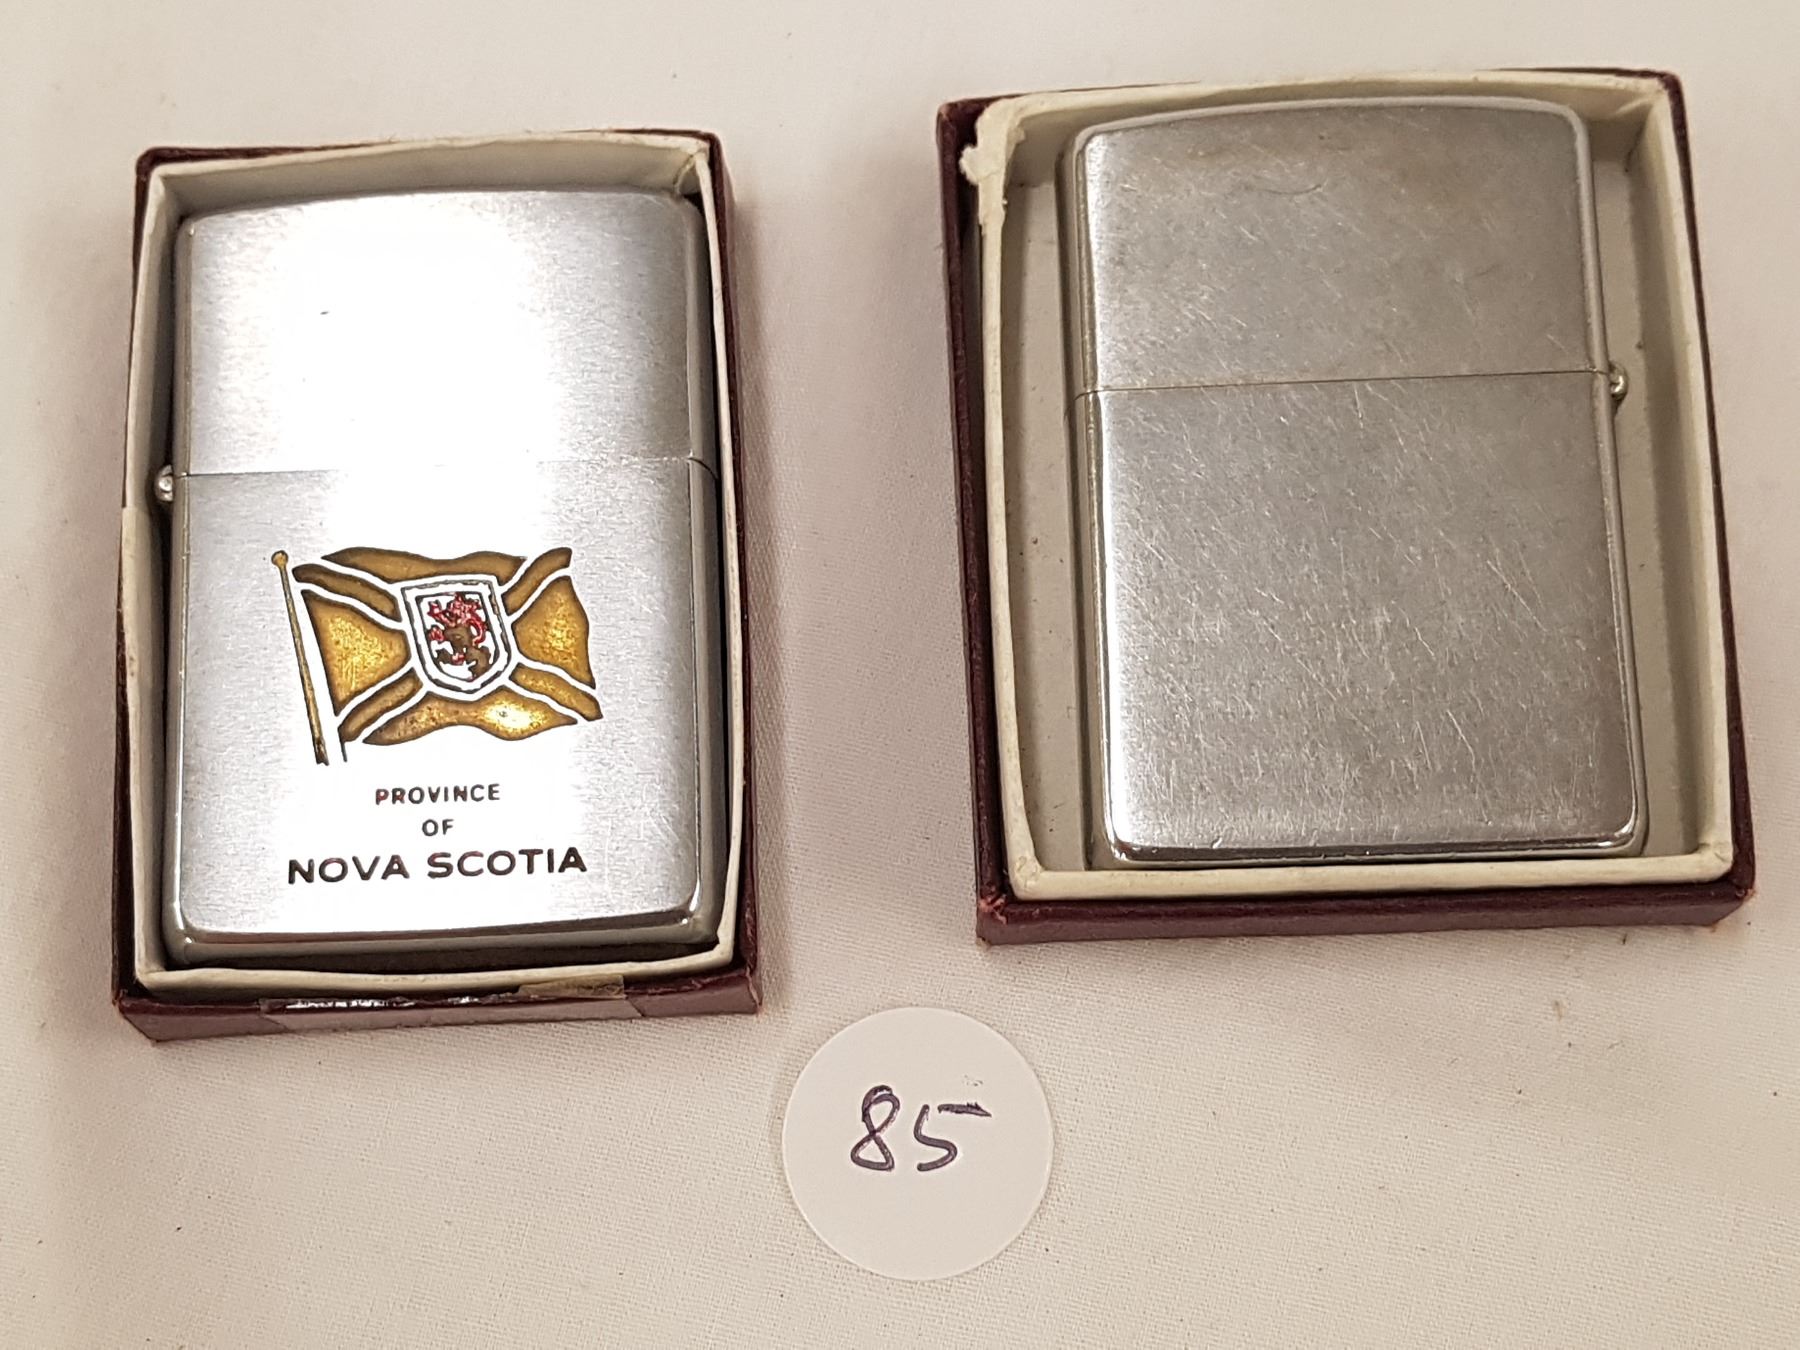 PROVINCE
OF
NOVA SCOTIA
85